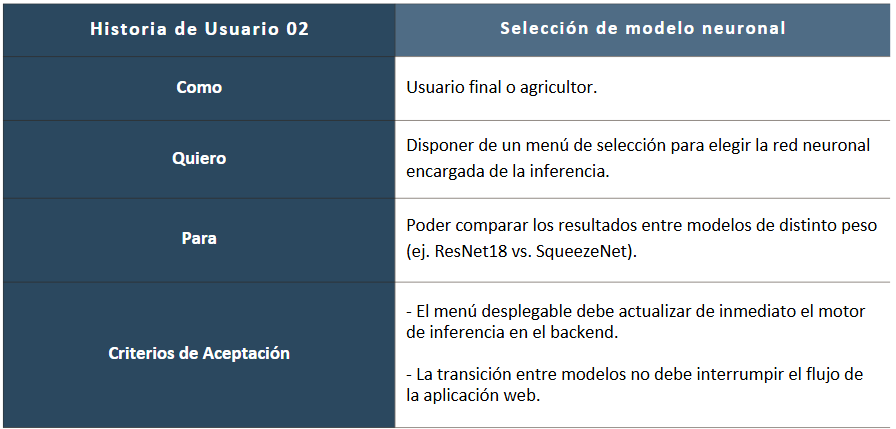 Historia de Usuario 02
Selección de modelo neuronal
Como
Usuario final o agricultor.
Quiero
Disponer de un menú de selección para elegir la red neuronal
encargada de la inferencia.
Para
Poder comparar los resultados entre modelos de distinto peso
(ej. ResNet18 vs. SqueezeNet).
Criterios de Aceptación
- El menú desplegable debe actualizar de inmediato el motor
de inferencia en el backend.
- La transición entre modelos no debe interrumpir el flujo de
la aplicación web.